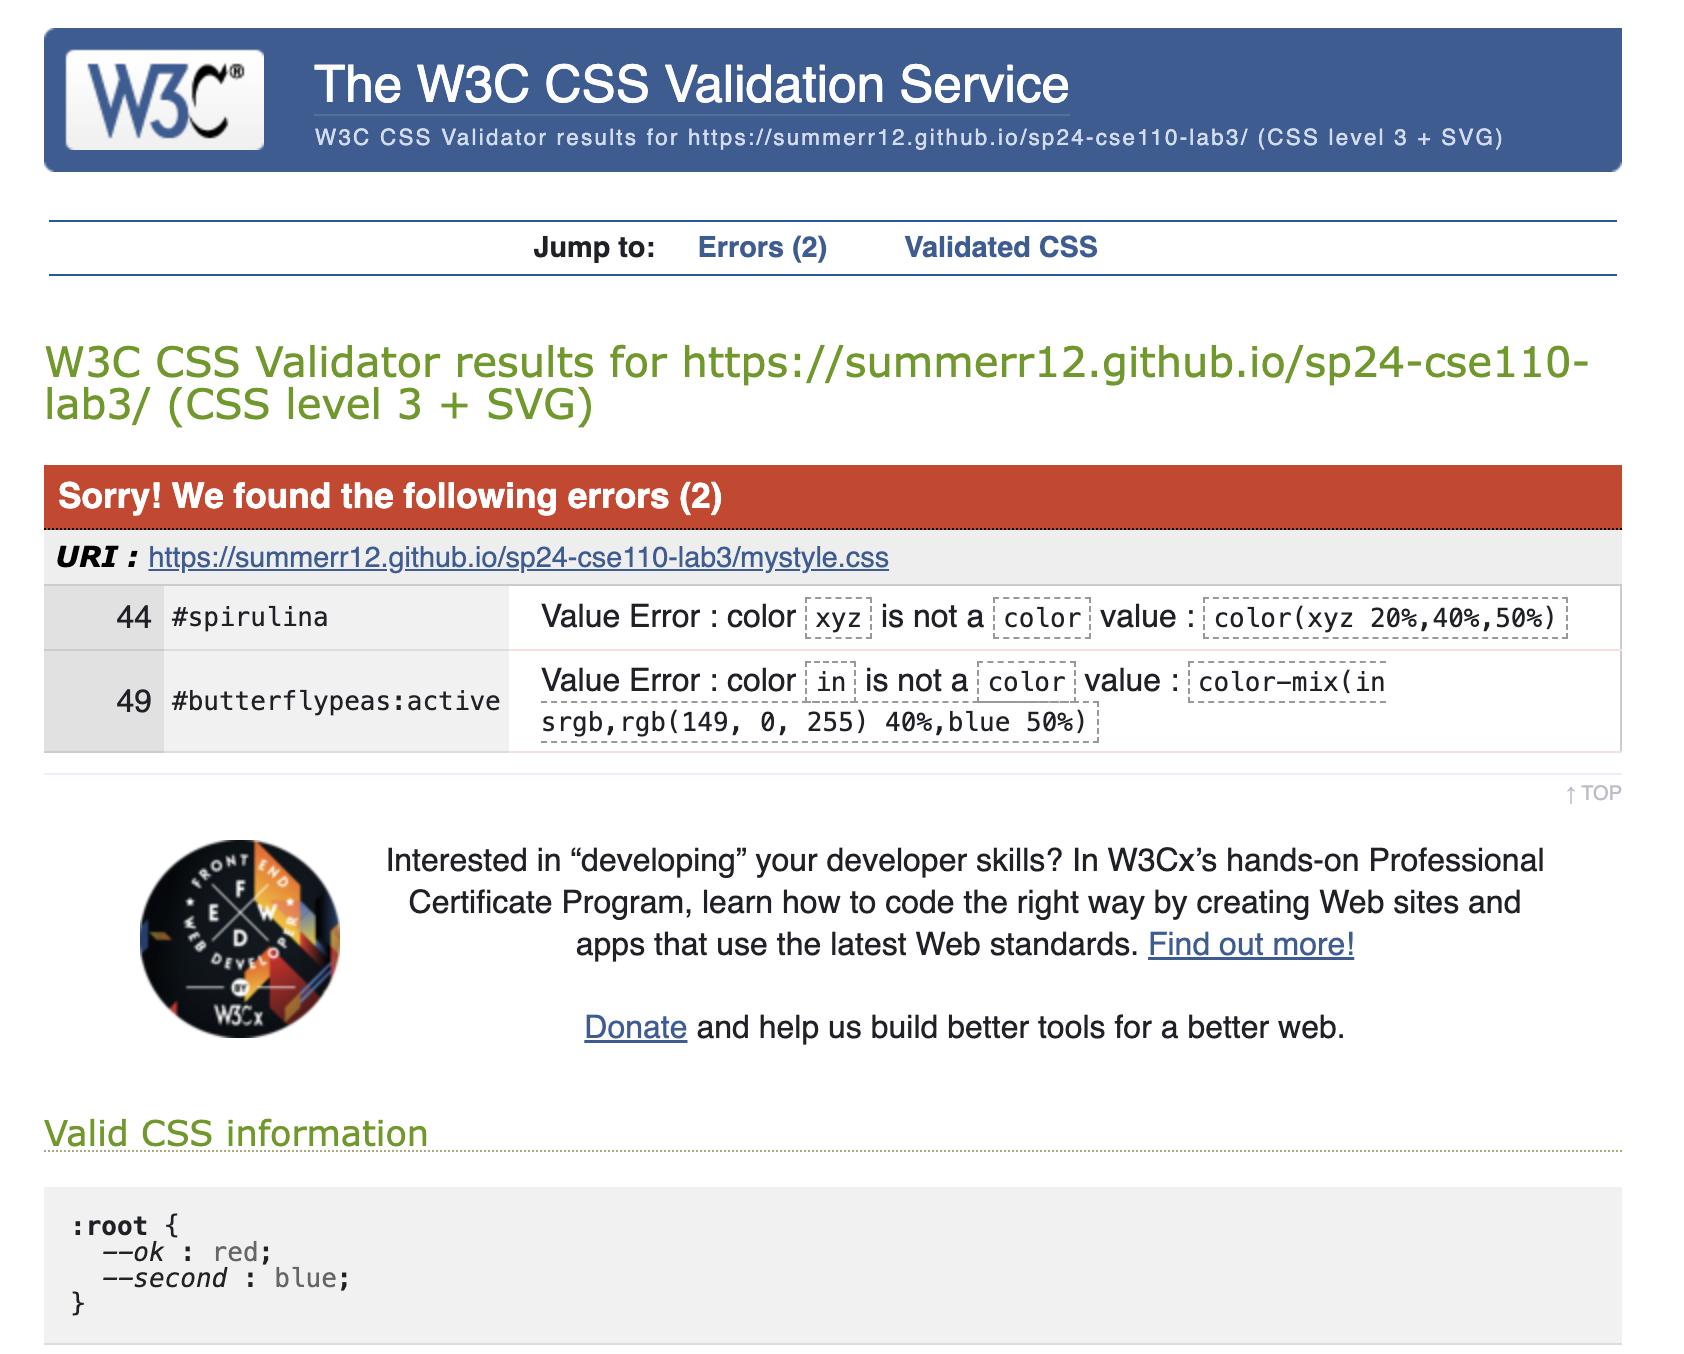 W3C®
The W3C CSS Validation Service
W3C CSS Validator results for https://summerr12.github.io/sp24-cse110-lab3/ (CSS level 3 + SVG)
Jump to: Errors (2) Validated CSS
W3C CSS Validator results for https://summerr12.github.io/sp24-cse110-
lab3/ (CSS level 3 + SVG)
Sorry! We found the following errors (2)
URI : https://summerr12.github.io/sp24-cse110-lab3/mystyle.css
44 #spirulina Value Error : color xyz is not a color value : color(xyz 20%,40%,50%)
49 #butterflypeas:active Value Error : color in is not a color value : color-mix(in
srgb,rgb(149, 0, 255) 40%,blue 50%)
↑ TOP
FRONT END
WEB DEVELOPER
F
E W
D
BY
W3Cx
Interested in “developing” your developer skills? In W3Cx’s hands-on Professional
Certificate Program, learn how to code the right way by creating Web sites and
apps that use the latest Web standards. Find out more!
Donate and help us build better tools for a better web.
Valid CSS information
:root {
--ok : red;
--second : blue;
}